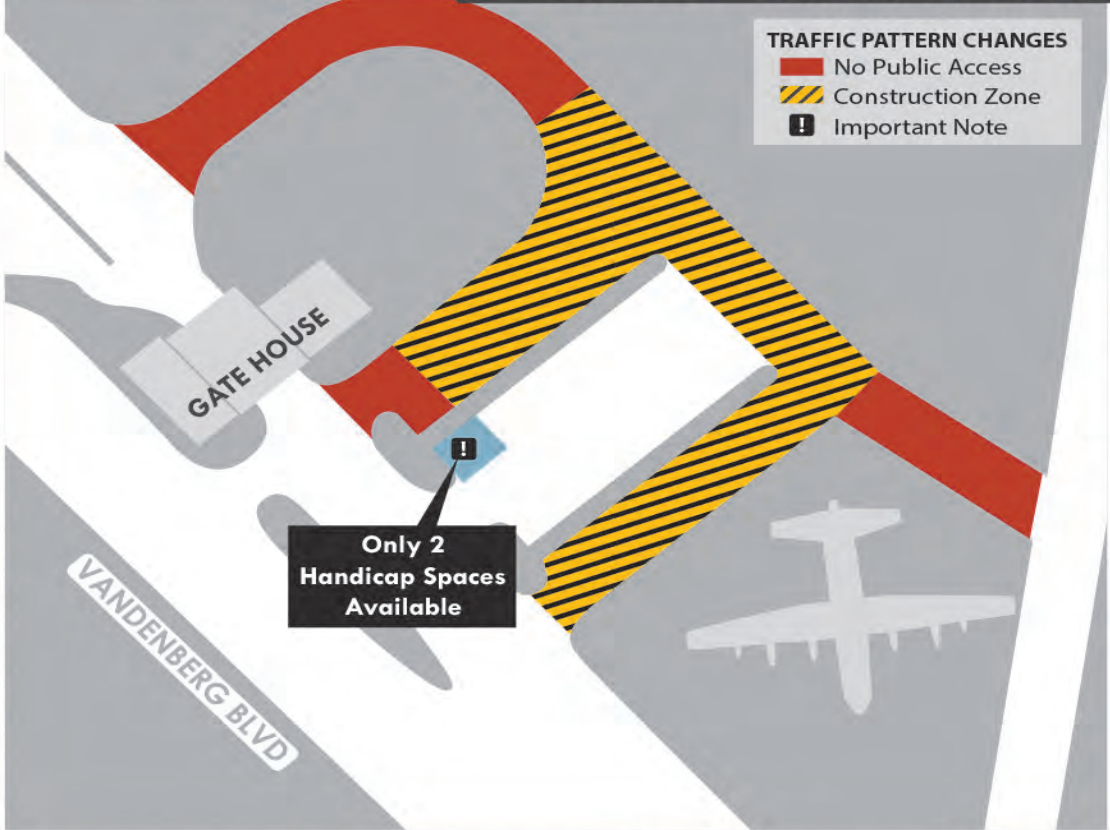 TRAFFIC PATTERN CHANGES
No Public Access
Construction Zone
! Important Note
GATE HOUSE
!
Only 2
Handicap Spaces
Available
VANDENBERG BLVD